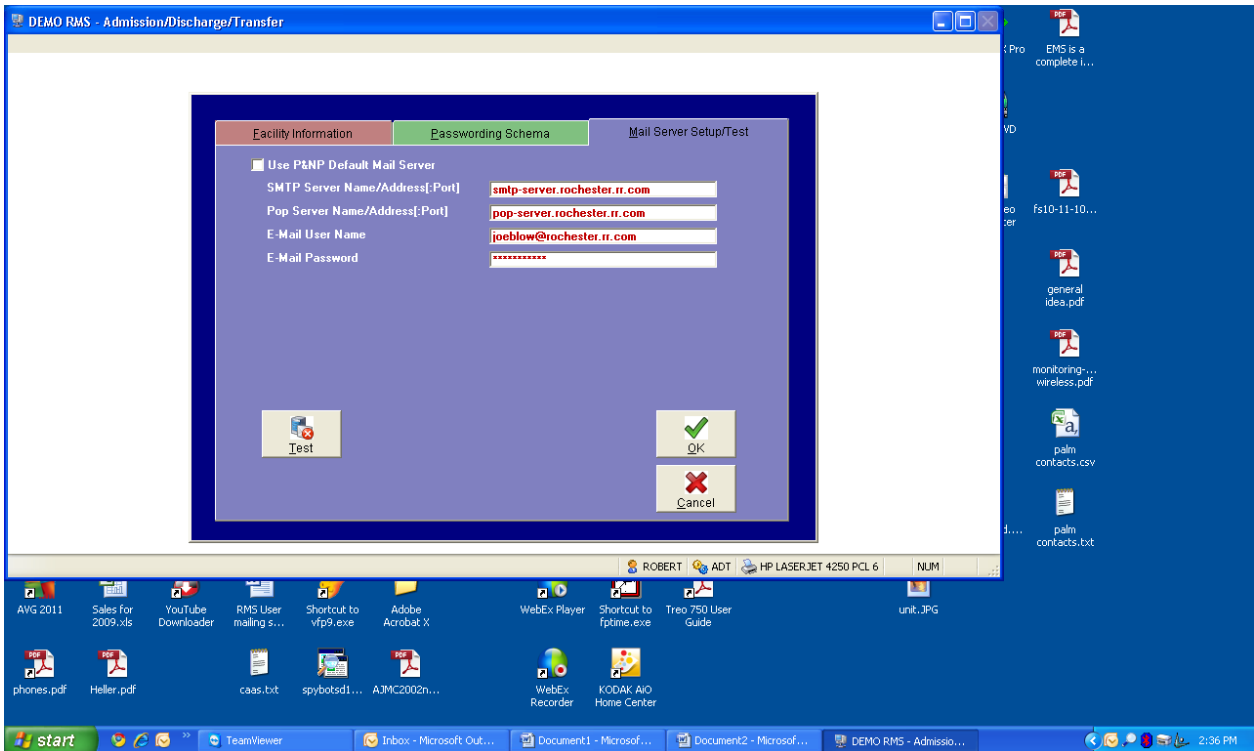 DEMO RMS - Admission/Discharge/Transfer
Facility Information
Passwording Schema
Mail Server Setup/Test
Use P&NP Default Mail Server
SMTP Server Name/Address[:Port] smtp-server.rochester.rr.com
Pop Server Name/Address[:Port] pop-server.rochester.rr.com
E-Mail User Name joeblow@rochester.rr.com
E-Mail Password ***********
Test
OK
Cancel
ROBERT ADT HP LASERJET 4250 PCL 6 NUM
Pro
EMS is a
complete i...
VD
eo
ter
fs10-11-10...
general
idea.pdf
monitoring-...
wireless.pdf
palm
contacts.csv
palm
contacts.txt
AVG 2011
Sales for
2009.xls
YouTube
Downloader
RMS User
mailing s...
Shortcut to
vfp9.exe
Adobe
Acrobat X
WebEx Player
Shortcut to
fptime.exe
Treo 750 User
Guide
unit.JPG
phones.pdf
Heller.pdf
caas.txt
spybotsd1...
AJMC2002n...
WebEx
Recorder
KODAK AiO
Home Center
start
TeamViewer
Inbox - Microsoft Out...
Document1 - Microsof...
Document2 - Microsof...
DEMO RMS - Admissio...
2:36 PM